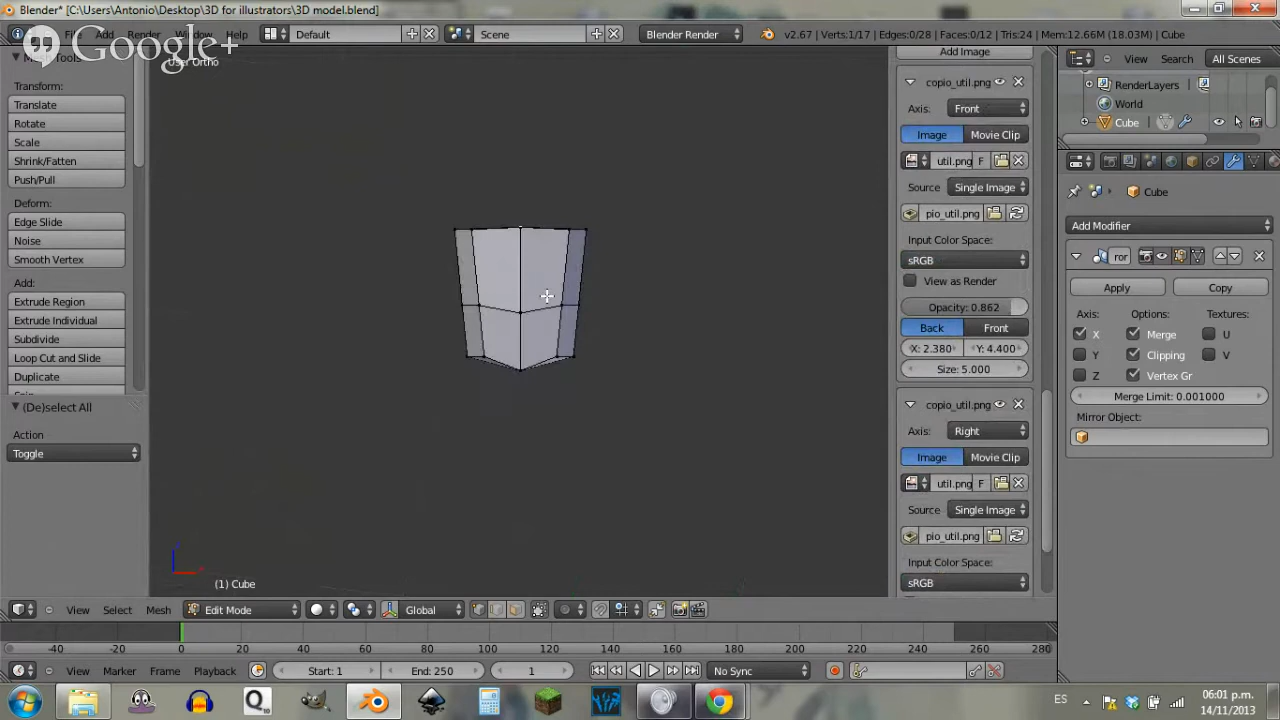 Blender* [C:\Users\Antonio\Desktop\3D for illustrators\3D model.blend]
Google+
File Add Render Window Help
Default
Scene
Blender Render
v2.67 | Verts:1/17 | Edges:0/28 | Faces:0/12 | Tris:24 | Mem:12.66M (18.03M) | Cube
User Ortho
Mesh Tools
Transform:
Translate
Rotate
Scale
Shrink/Fatten
Push/Pull
Deform:
Edge Slide
Noise
Smooth Vertex
Add:
Extrude Region
Extrude Individual
Subdivide
Loop Cut and Slide
Duplicate
Spin
(De)select All
Action
Toggle
(1) Cube
Add Image
copio_util.png
Axis: Front
Image Movie Clip
util.png F
Source Single Image
pio_util.png
Input Color Space:
sRGB
View as Render
Opacity: 0.862
Back Front
X: 2.380 Y: 4.400
Size: 5.000
copio_util.png
Axis: Right
Image Movie Clip
util.png F
Source Single Image
pio_util.png
Input Color Space:
sRGB
View Search All Scenes
RenderLayers
World
Cube
Cube
Add Modifier
ror
Apply Copy
Axis: Options: Textures:
X Merge U
Y Clipping V
Z Vertex Gr
Merge Limit: 0.001000
Mirror Object:
View Select Mesh Edit Mode Global
-40 -20 0 20 40 60 80 100 120 140 160 180 200 220 240 260 280
View Marker Frame Playback Start: 1 End: 250 1 No Sync
ES
06:01 p.m.
14/11/2013